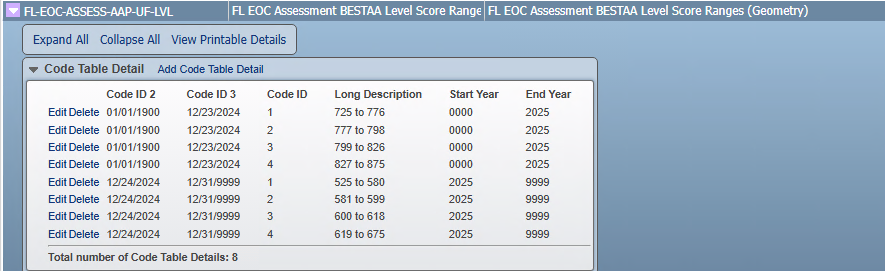 FL-EOC-ASSESS-AAP-UF-LVL FL EOC Assessment BESTAA Level Score Range FL EOC Assessment BESTAA Level Score Ranges (Geometry)
Expand All Collapse All View Printable Details
Code Table Detail Add Code Table Detail
Code ID 2 Code ID 3 Code ID Long Description Start Year End Year
Edit Delete 01/01/1900 12/23/2024 1 725 to 776 0000 2025
Edit Delete 01/01/1900 12/23/2024 2 777 to 798 0000 2025
Edit Delete 01/01/1900 12/23/2024 3 799 to 826 0000 2025
Edit Delete 01/01/1900 12/23/2024 4 827 to 875 0000 2025
Edit Delete 12/24/2024 12/31/9999 1 525 to 580 2025 9999
Edit Delete 12/24/2024 12/31/9999 2 581 to 599 2025 9999
Edit Delete 12/24/2024 12/31/9999 3 600 to 618 2025 9999
Edit Delete 12/24/2024 12/31/9999 4 619 to 675 2025 9999
Total number of Code Table Details: 8